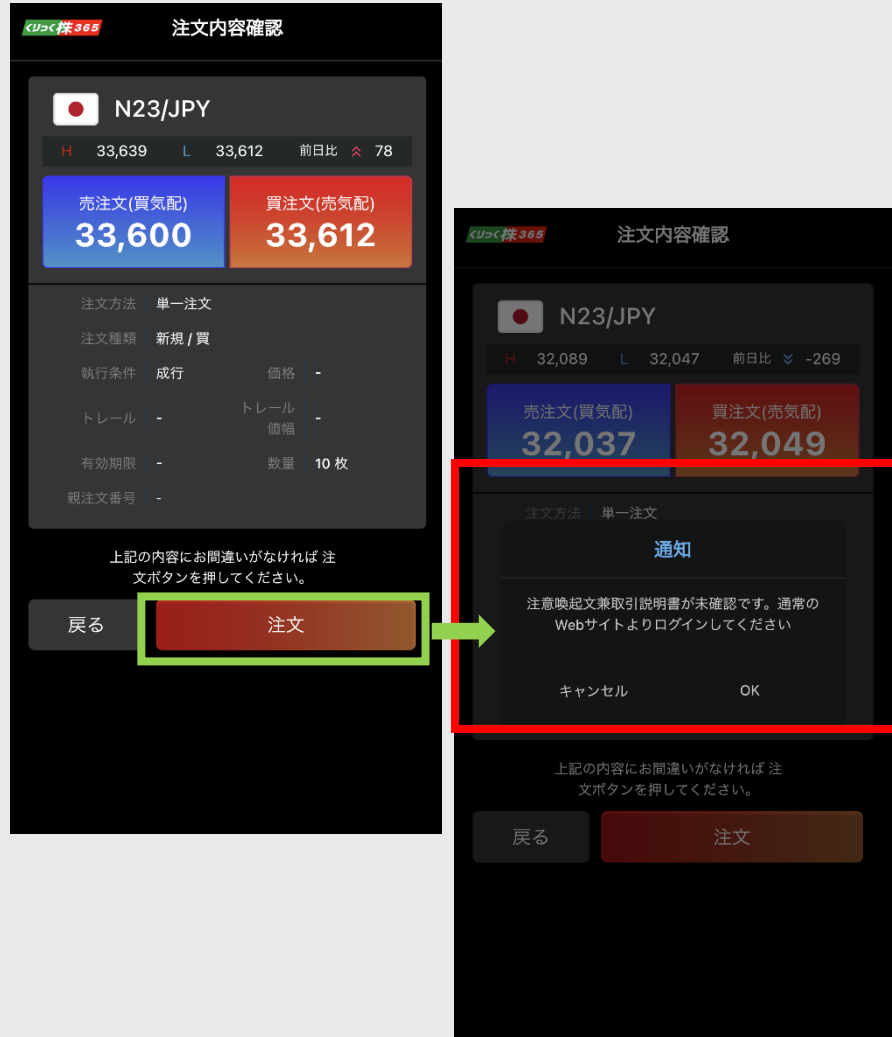 くりっく株365 注文内容確認
N23/JPY
H 33,639 L 33,612 前日比 78
売注文(買気配) 買注文(売気配)
33,600 33,612
注文方法 単一注文
注文種類 新規 / 買
執行条件 成行 価格 -
トレール - トレール
値幅 -
有効期限 - 数量 10 枚
親注文番号 -
上記の内容にお間違いがなければ 注
文ボタンを押してください。
戻る 注文
くりっく株365 注文内容確認
N23/JPY
H 32,089 L 32,047 前日比 -269
売注文(買気配) 買注文(売気配)
32,037 32,049
注文方法 単一注文
通知
注意喚起文兼取引説明書が未確認です。通常の
Webサイトよりログインしてください
キャンセル OK
上記の内容にお間違いがなければ 注
文ボタンを押してください。
戻る 注文